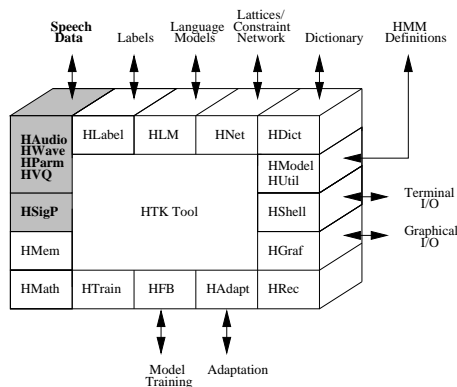 Speech
Data
Labels
Language
Models
Lattices/
Constraint
Network
Dictionary
HMM
Definitions
HAudio
HWave
HParm
HVQ
HLabel
HLM
HNet
HDict
HModel
HUtil
HSigP
HTK Tool
HShell
Terminal
I/O
Graphical
I/O
HMem
HGraf
HMath
HTrain
HFB
HAdapt
HRec
Model
Training
Adaptation